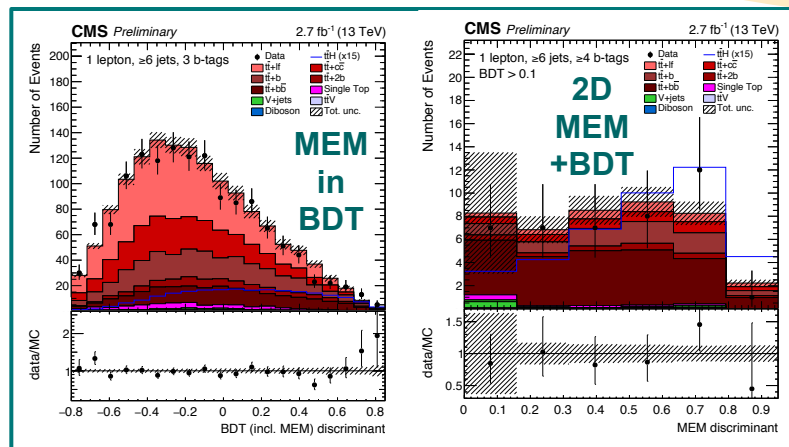 CMS Preliminary 2.7 fb⁻¹ (13 TeV)
Number of Events
1 lepton, ≥6 jets, 3 b-tags
Data
tt̄H (x15)
tt̄+lf
tt̄+cc̄
tt̄+b
tt̄+2b
tt̄+bb̄
Single Top
V+jets
tt̄V
Diboson
Tot. unc.
MEM
in
BDT
200
180
160
140
120
100
80
60
40
20
data/MC
2
1
−0.8 −0.6 −0.4 −0.2 0 0.2 0.4 0.6 0.8
BDT (incl. MEM) discriminant
CMS Preliminary 2.7 fb⁻¹ (13 TeV)
Number of Events
1 lepton, ≥6 jets, ≥4 b-tags
BDT > 0.1
Data
tt̄H (x15)
tt̄+lf
tt̄+cc̄
tt̄+b
tt̄+2b
tt̄+bb̄
Single Top
V+jets
tt̄V
Diboson
Tot. unc.
2D
MEM
+BDT
22
20
18
16
14
12
10
8
6
4
2
data/MC
1.5
1
0.5
0 0.1 0.2 0.3 0.4 0.5 0.6 0.7 0.8 0.9
MEM discriminant